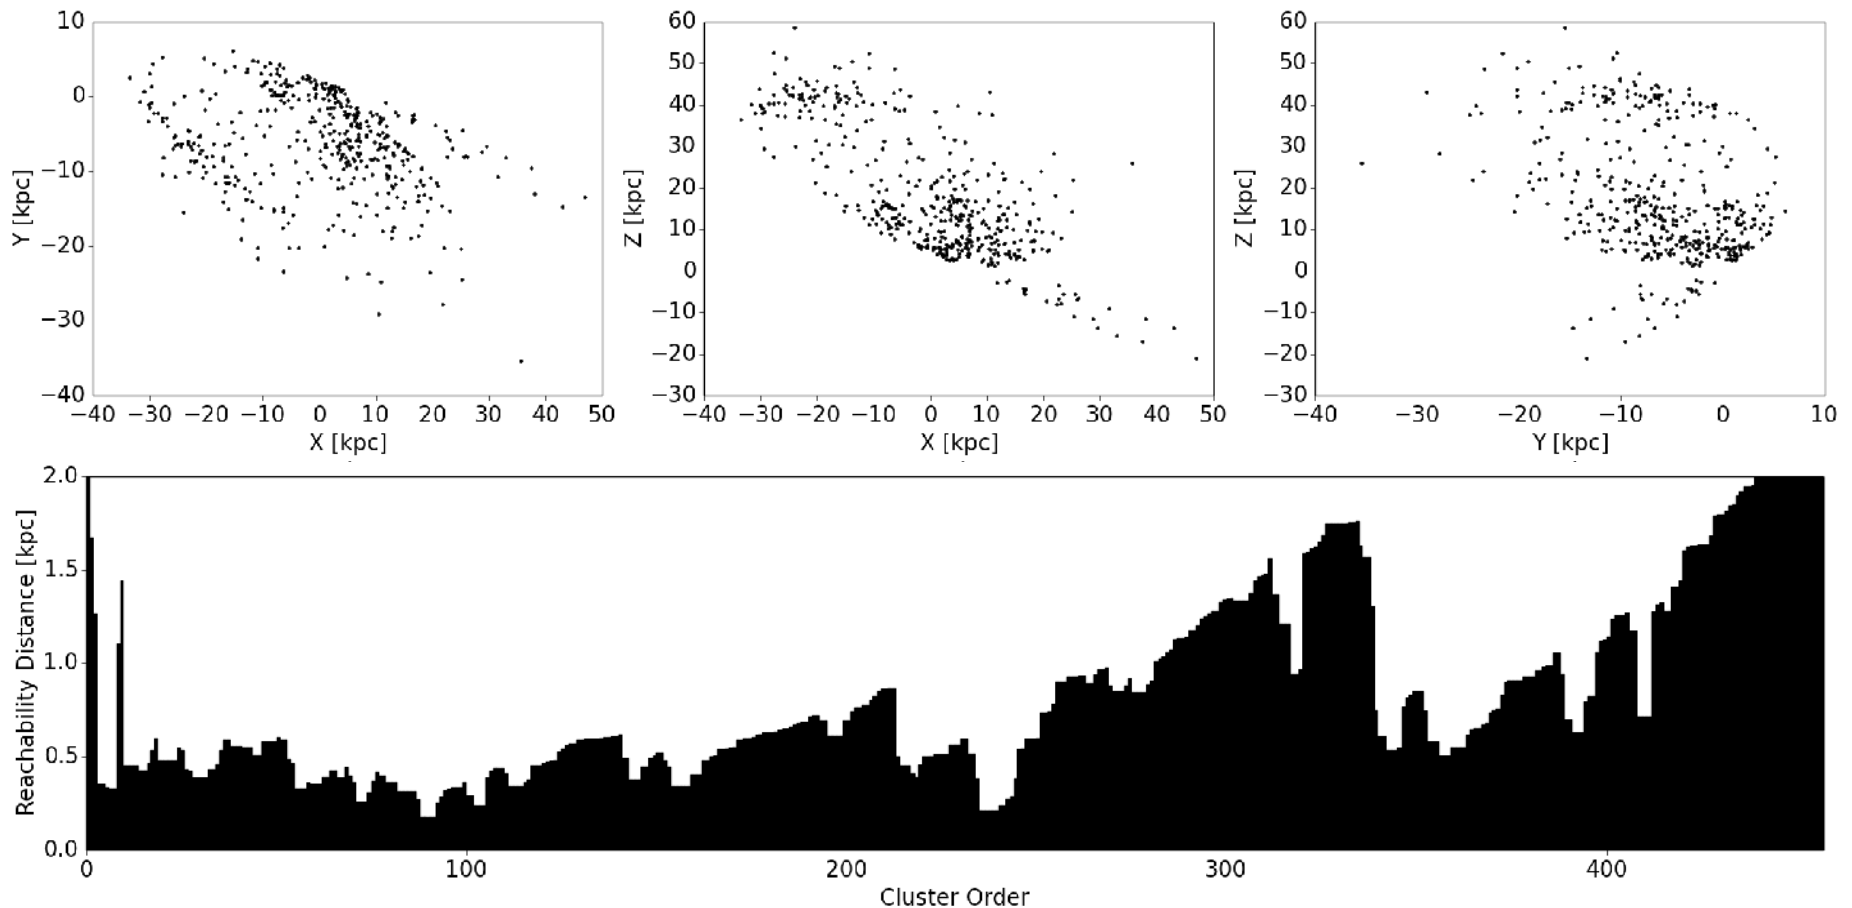 10
0
−10
−20
−30
−40
−40 −30 −20 −10 0 10 20 30 40 50
X [kpc]
Y [kpc]
60
50
40
30
20
10
0
−10
−20
−30
−40 −30 −20 −10 0 10 20 30 40 50
X [kpc]
Z [kpc]
60
50
40
30
20
10
0
−10
−20
−30
−40 −30 −20 −10 0 10
Y [kpc]
Z [kpc]
2.0
1.5
1.0
0.5
0.0
0 100 200 300 400
Cluster Order
Reachability Distance [kpc]